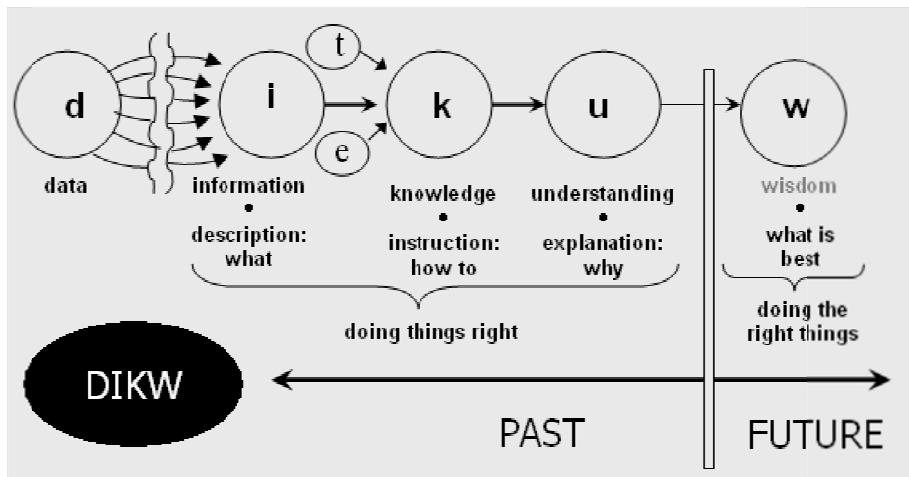 t
d
i
k
u
w
e
data
information
knowledge
understanding
wisdom
description:
what
instruction:
how to
explanation:
why
what is
best
doing things right
doing the
right things
DIKW
PAST
FUTURE